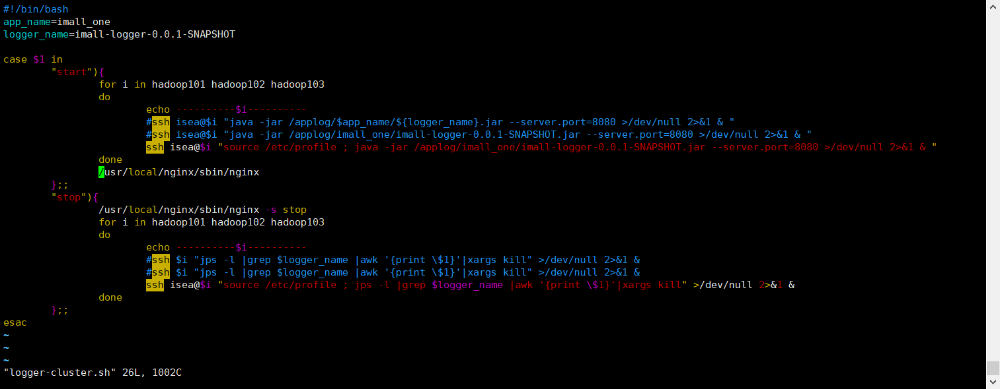 #!/bin/bash
app_name=imall_one
logger_name=imall-logger-0.0.1-SNAPSHOT

case $1 in
        "start"){
                for i in hadoop101 hadoop102 hadoop103
                do
                        echo ----------$i----------
                        #ssh isea@$i "java -jar /applog/$app_name/${logger_name}.jar --server.port=8080 >/dev/null 2>&1 & "
                        #ssh isea@$i "java -jar /applog/imall_one/imall-logger-0.0.1-SNAPSHOT.jar --server.port=8080 >/dev/null 2>&1 & "
                        ssh isea@$i "source /etc/profile ; java -jar /applog/imall_one/imall-logger-0.0.1-SNAPSHOT.jar --server.port=8080 >/dev/null 2>&1 & "
                done
                /usr/local/nginx/sbin/nginx
        };;
        "stop"){
                /usr/local/nginx/sbin/nginx -s stop
                for i in hadoop101 hadoop102 hadoop103
                do
                        echo ----------$i----------
                        #ssh $i "jps -l |grep $logger_name |awk '{print \$1}'|xargs kill" >/dev/null 2>&1 &
                        #ssh $i "jps -l |grep $logger_name |awk '{print \$1}'|xargs kill" >/dev/null 2>&1 &
                        ssh isea@$i "source /etc/profile ; jps -l |grep $logger_name |awk '{print \$1}'|xargs kill" >/dev/null 2>&1 &
                done
        };;
esac
~
~
~
"logger-cluster.sh" 26L, 1002C